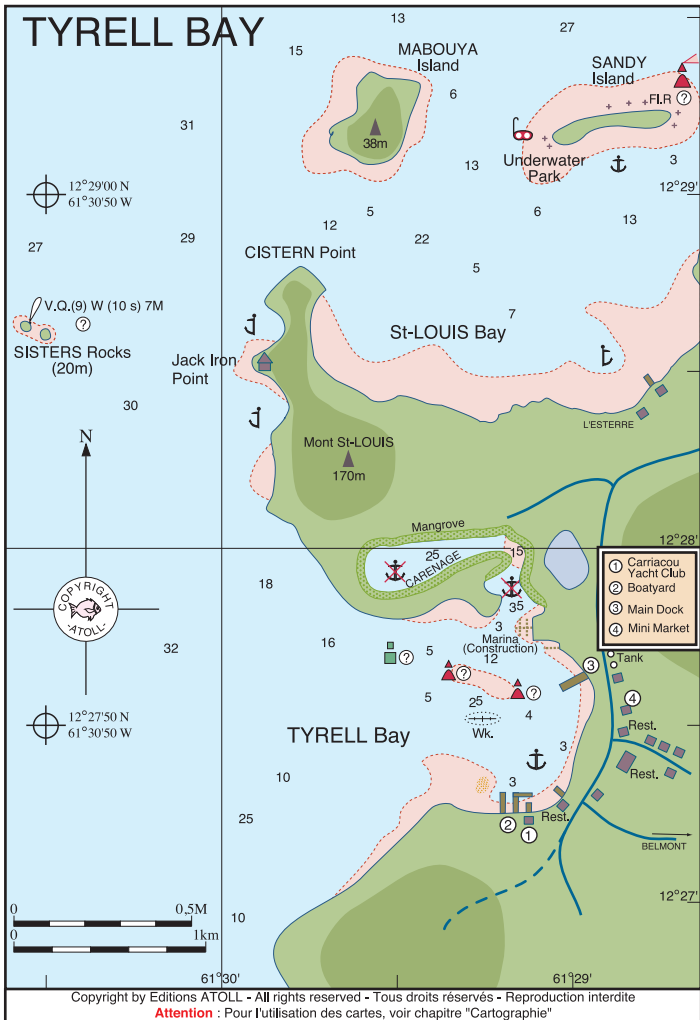 TYRELL BAY
13
27
15
MABOUYA
Island
SANDY
Island
6
Fl.R ?
31
38m
Underwater
Park
3
13
12°29'00 N
61°30'50 W
12°29'
5
6
13
12
29
22
27
CISTERN Point
5
7
V.Q.(9) W (10 s) 7M
?
St-LOUIS Bay
SISTERS Rocks
(20m)
Jack Iron
Point
30
L'ESTERRE
N
Mont St-LOUIS
170m
Mangrove
12°28'
25
15
CARENAGE
1 Carriacou
Yacht Club
2 Boatyard
3 Main Dock
4 Mini Market
18
35
COPYRIGHT
-ATOLL-
3
16
Marina
(Construction)
32
5
?
12
3
Tank
?
5
25
?
4
4
12°27'50 N
61°30'50 W
Wk.
Rest.
TYRELL Bay
3
Rest.
10
3
25
Rest.
2
1
BELMONT
12°27'
0
0,5M
10
0
1km
61°30'
61°29'
Copyright by Editions ATOLL - All rights reserved - Tous droits réservés - Reproduction interdite
Attention : Pour l'utilisation des cartes, voir chapitre "Cartographie"